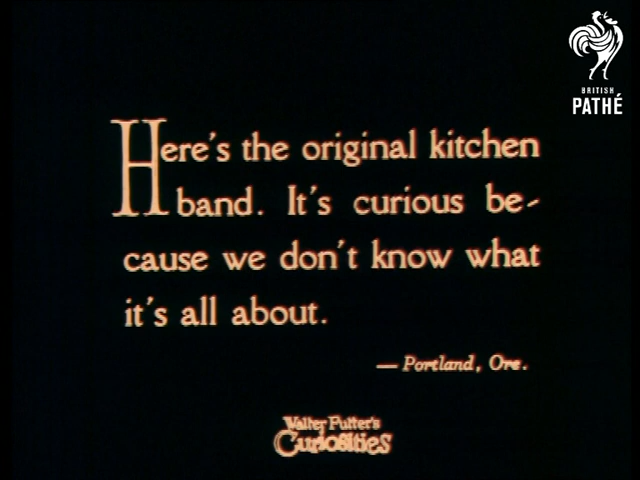 BRITISH
PATHÉ
Here's the original kitchen
band. It's curious be-
cause we don't know what
it's all about.
— Portland, Ore.
Walter Futter's
Curiosities